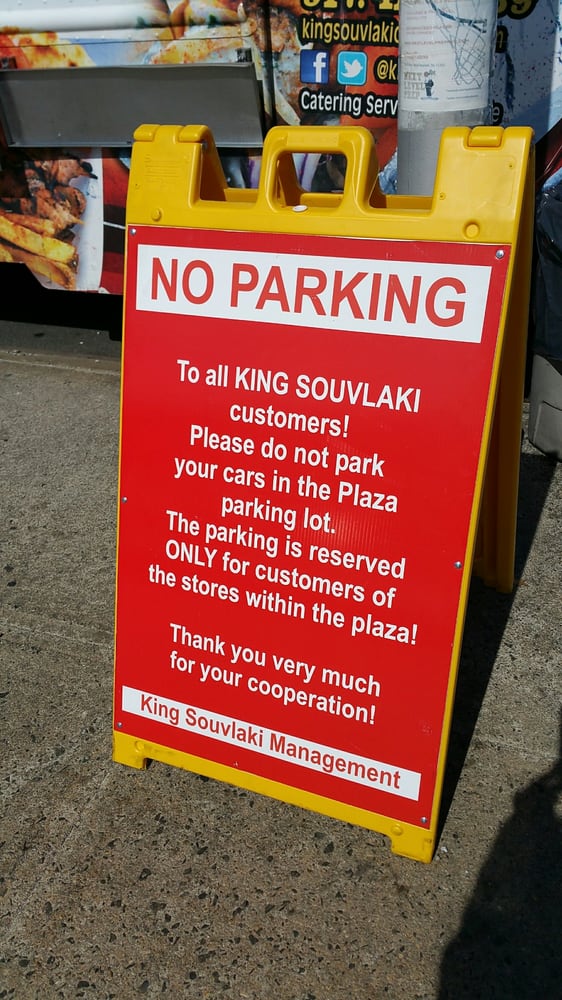 kingsouvlaki
@k
Catering Serv
NO PARKING
To all KING SOUVLAKI
customers!
Please do not park
your cars in the Plaza
parking lot.
The parking is reserved
ONLY for customers of
the stores within the plaza!
Thank you very much
for your cooperation!
King Souvlaki Management